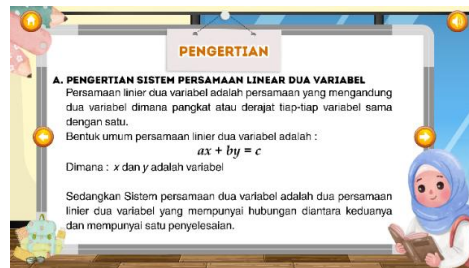 PENGERTIAN
A. PENGERTIAN SISTEM PERSAMAAN LINEAR DUA VARIABEL
Persamaan linier dua variabel adalah persamaan yang mengandung
dua variabel dimana pangkat atau derajat tiap-tiap variabel sama
dengan satu.
Bentuk umum persamaan linier dua variabel adalah :
ax + by = c
Dimana : x dan y adalah variabel
Sedangkan Sistem persamaan dua variabel adalah dua persamaan
linier dua variabel yang mempunyai hubungan diantara keduanya
dan mempunyai satu penyelesaian.